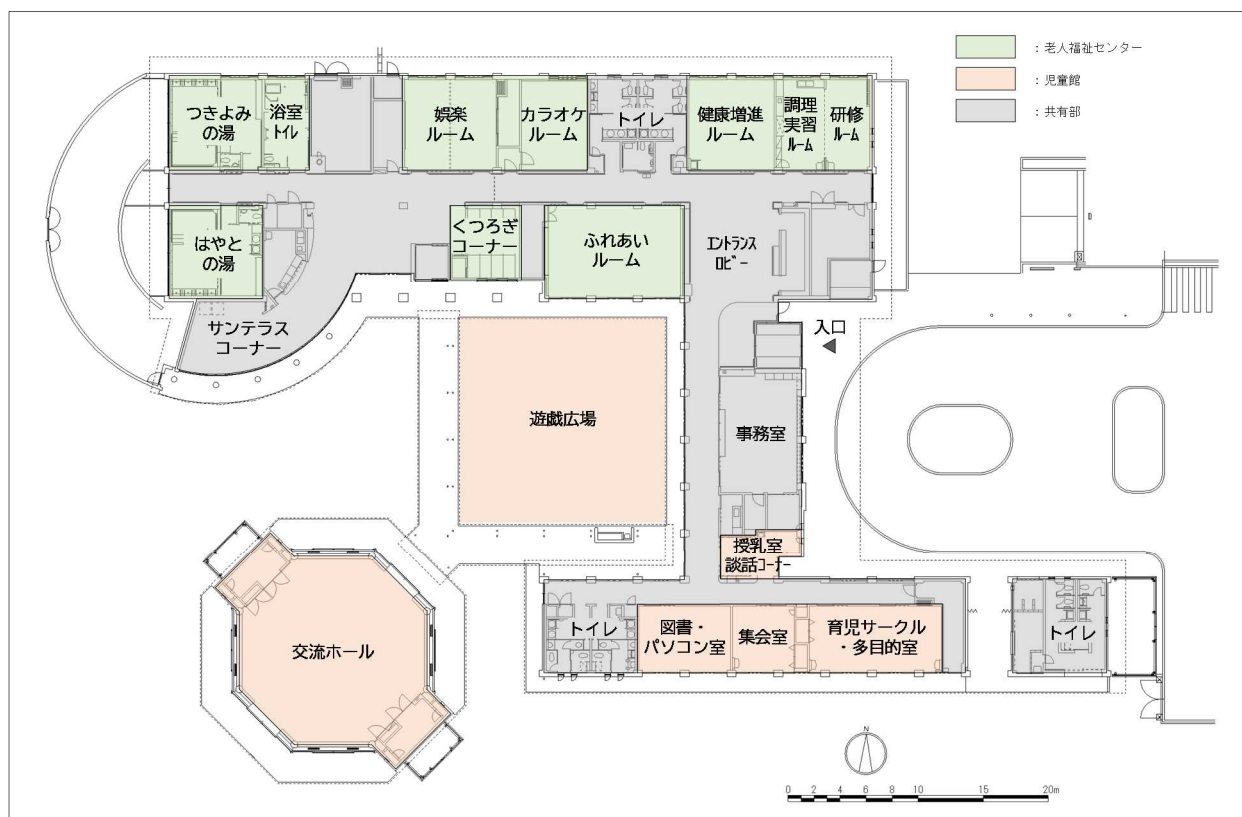 ：老人福祉センター
：児童館
：共有部
つきよみ
の湯
浴室
トイレ
娯楽
ルーム
カラオケ
ルーム
トイレ
健康増進
ルーム
調理
実習
ルーム
研修
ルーム
はやと
の湯
くつろぎ
コーナー
ふれあい
ルーム
エントランス
ロビー
サンテラス
コーナー
入口
遊戯広場
事務室
授乳室
談話コーナー
交流ホール
トイレ
図書・
パソコン室
集会室
育児サークル
・多目的室
トイレ
N
0 2 4 6 8 10 15 20m